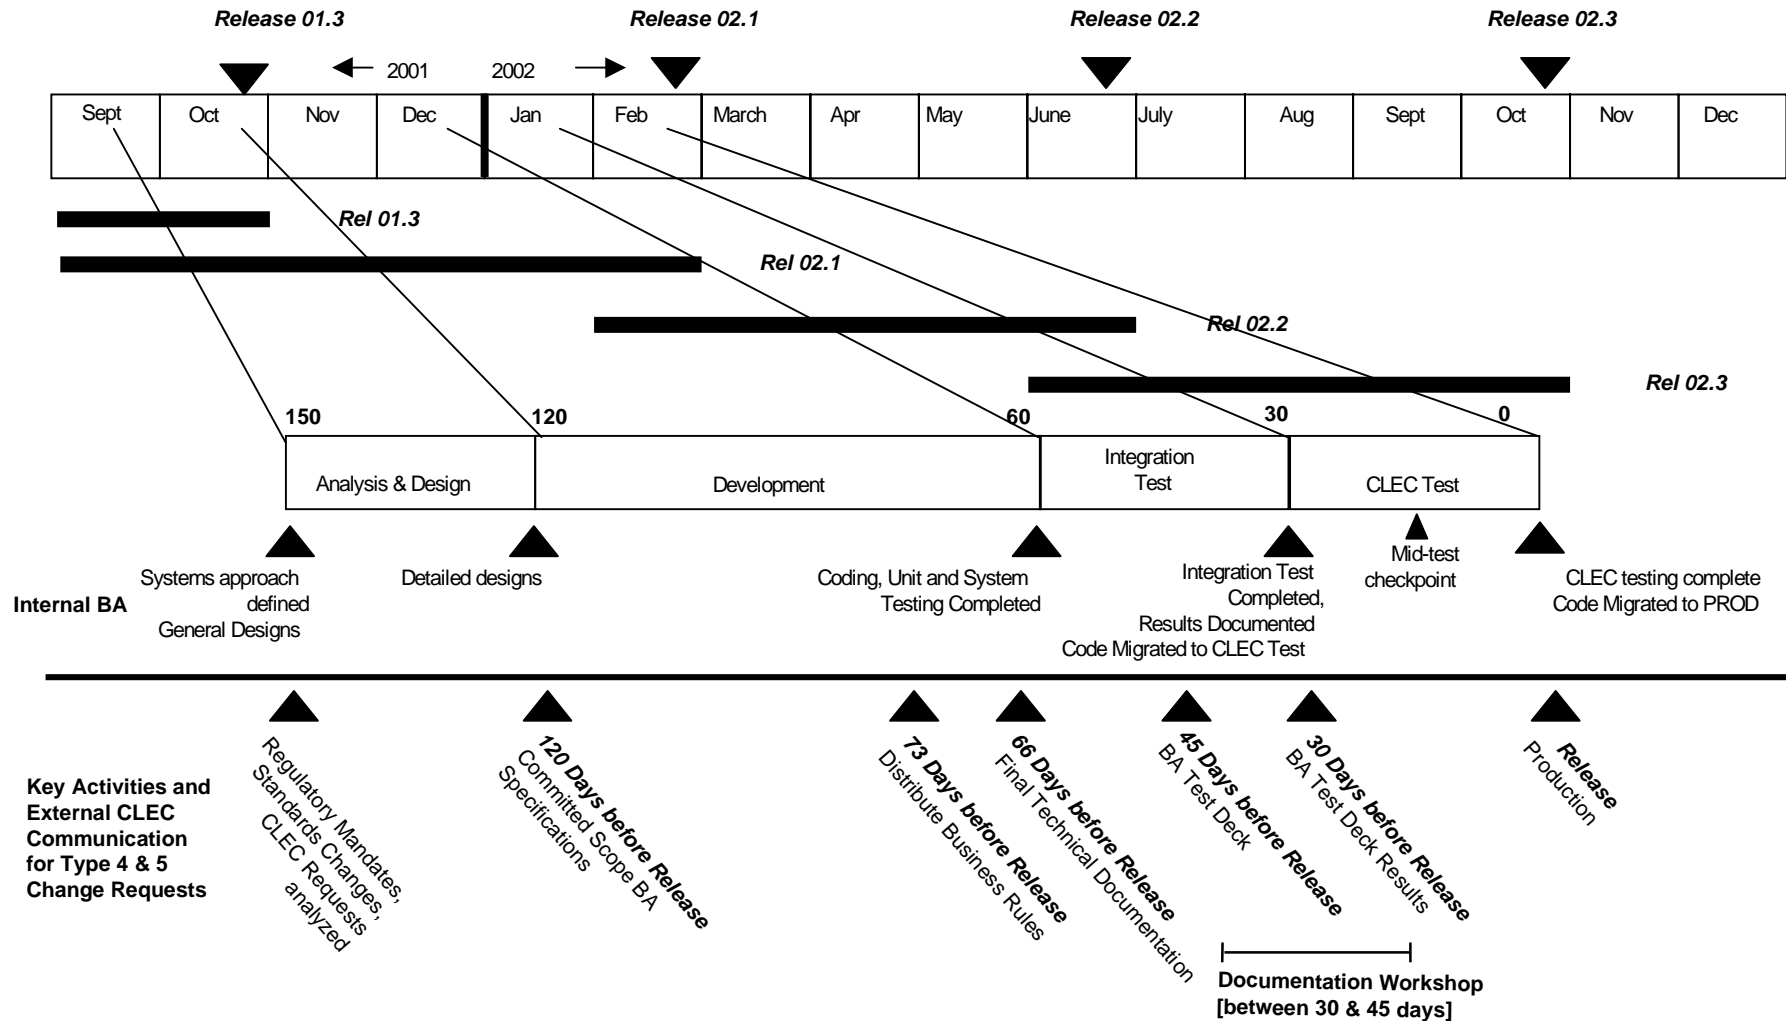 Release 01.3
Release 02.1
Release 02.2
Release 02.3
2001
2002
Sept
Oct
Nov
Dec
Jan
Feb
March
Apr
May
June
July
Aug
Sept
Oct
Nov
Dec
Rel 01.3
Rel 02.1
Rel 02.2
Rel 02.3
150
120
60
30
0
Analysis & Design
Development
Integration
Test
CLEC Test
Internal BA
Systems approach
defined
General Designs
Detailed designs
Coding, Unit and System
Testing Completed
Integration Test
Completed,
Results Documented
Code Migrated to CLEC Test
Mid-test
checkpoint
CLEC testing complete
Code Migrated to PROD
Key Activities and
External CLEC
Communication
for Type 4 & 5
Change Requests
Regulatory Mandates,
Standards Changes,
CLEC Requests
analyzed
120 Days before Release
Committed Scope BA
Specifications
73 Days before Release
Distribute Business Rules
66 Days before Release
Final Technical Documentation
45 Days before Release
BA Test Deck
30 Days before Release
BA Test Deck Results
Release
Production
Documentation Workshop
[between 30 & 45 days]